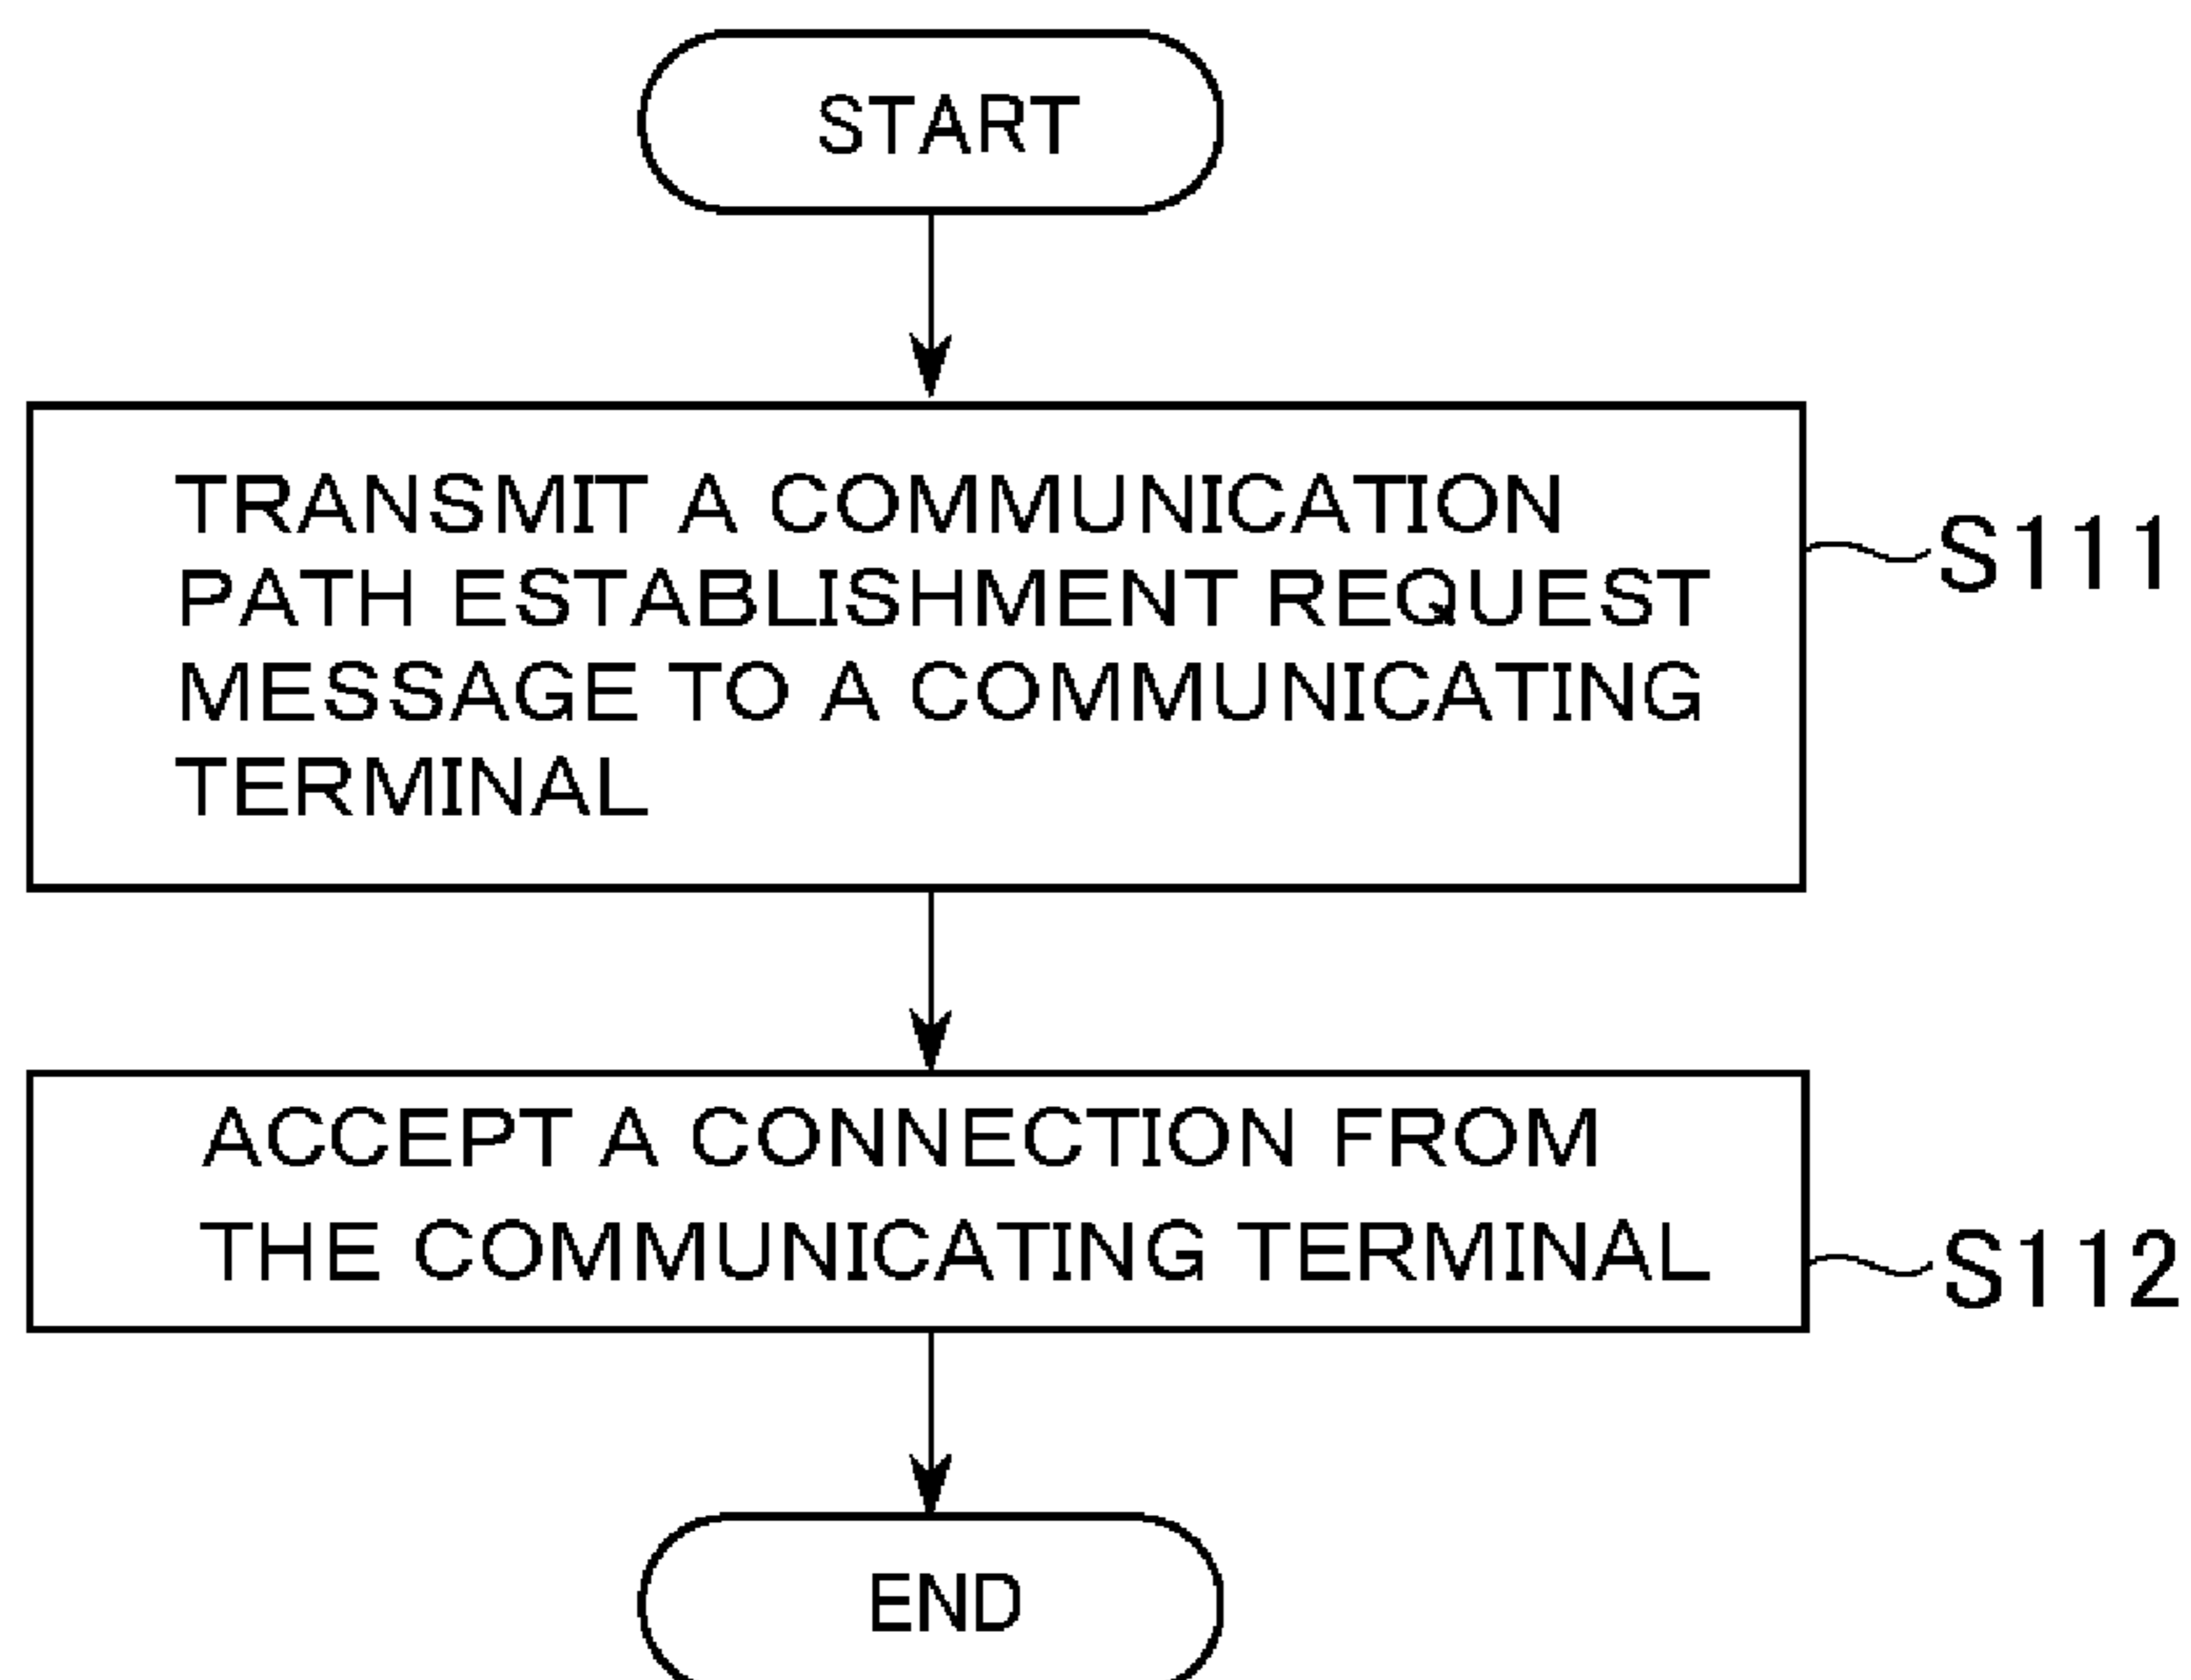 START
TRANSMIT A COMMUNICATION
PATH ESTABLISHMENT REQUEST
MESSAGE TO A COMMUNICATING
TERMINAL
S111
ACCEPT A CONNECTION FROM
THE COMMUNICATING TERMINAL
S112
END